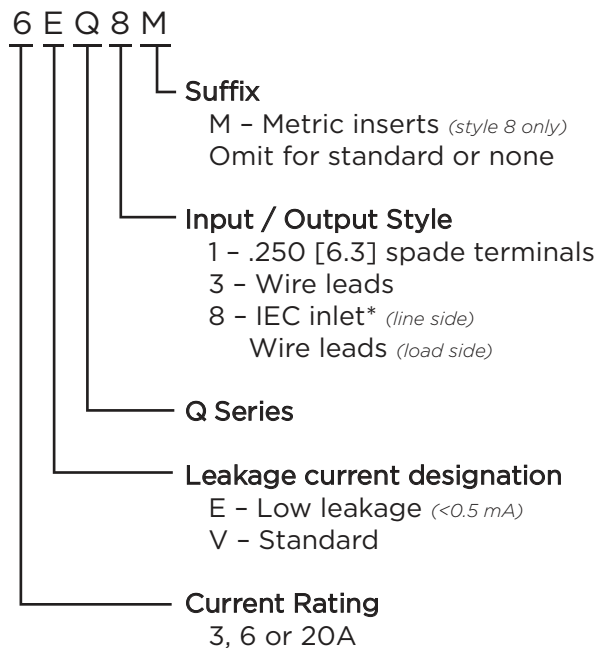 6 E Q 8 M
Suffix
M – Metric inserts (style 8 only)
Omit for standard or none
Input / Output Style
1 – .250 [6.3] spade terminals
3 – Wire leads
8 – IEC inlet* (line side)
Wire leads (load side)
Q Series
Leakage current designation
E – Low leakage (<0.5 mA)
V – Standard
Current Rating
3, 6 or 20A